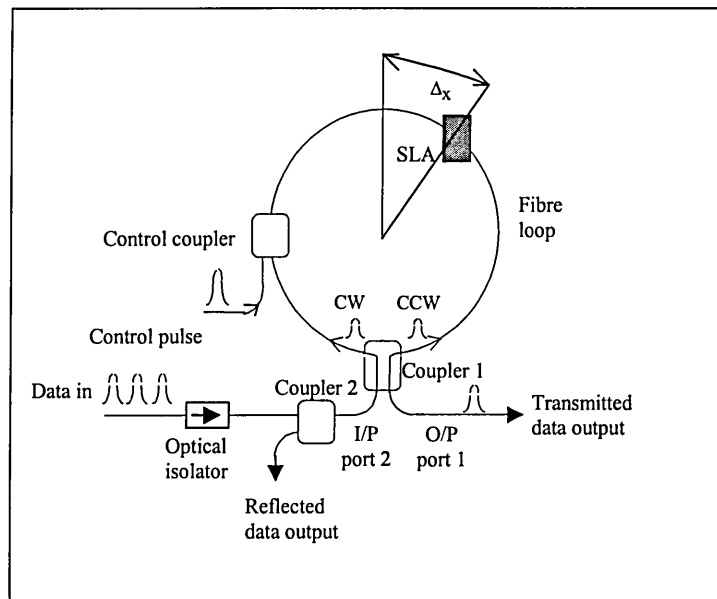 Δx
SLA
Fibre
loop
Control coupler
CW
CCW
Control pulse
Data in
Coupler 2
Coupler 1
Transmitted
data output
Optical
isolator
I/P
port 2
O/P
port 1
Reflected
data output